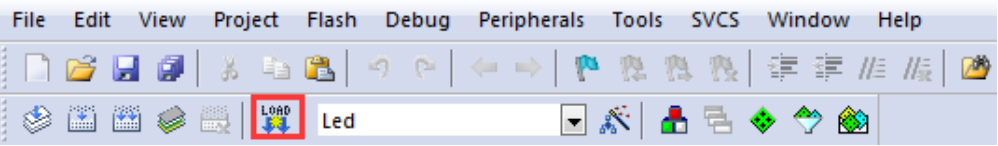 File Edit View Project Flash Debug Peripherals Tools SVCS Window Help
LOAD Led